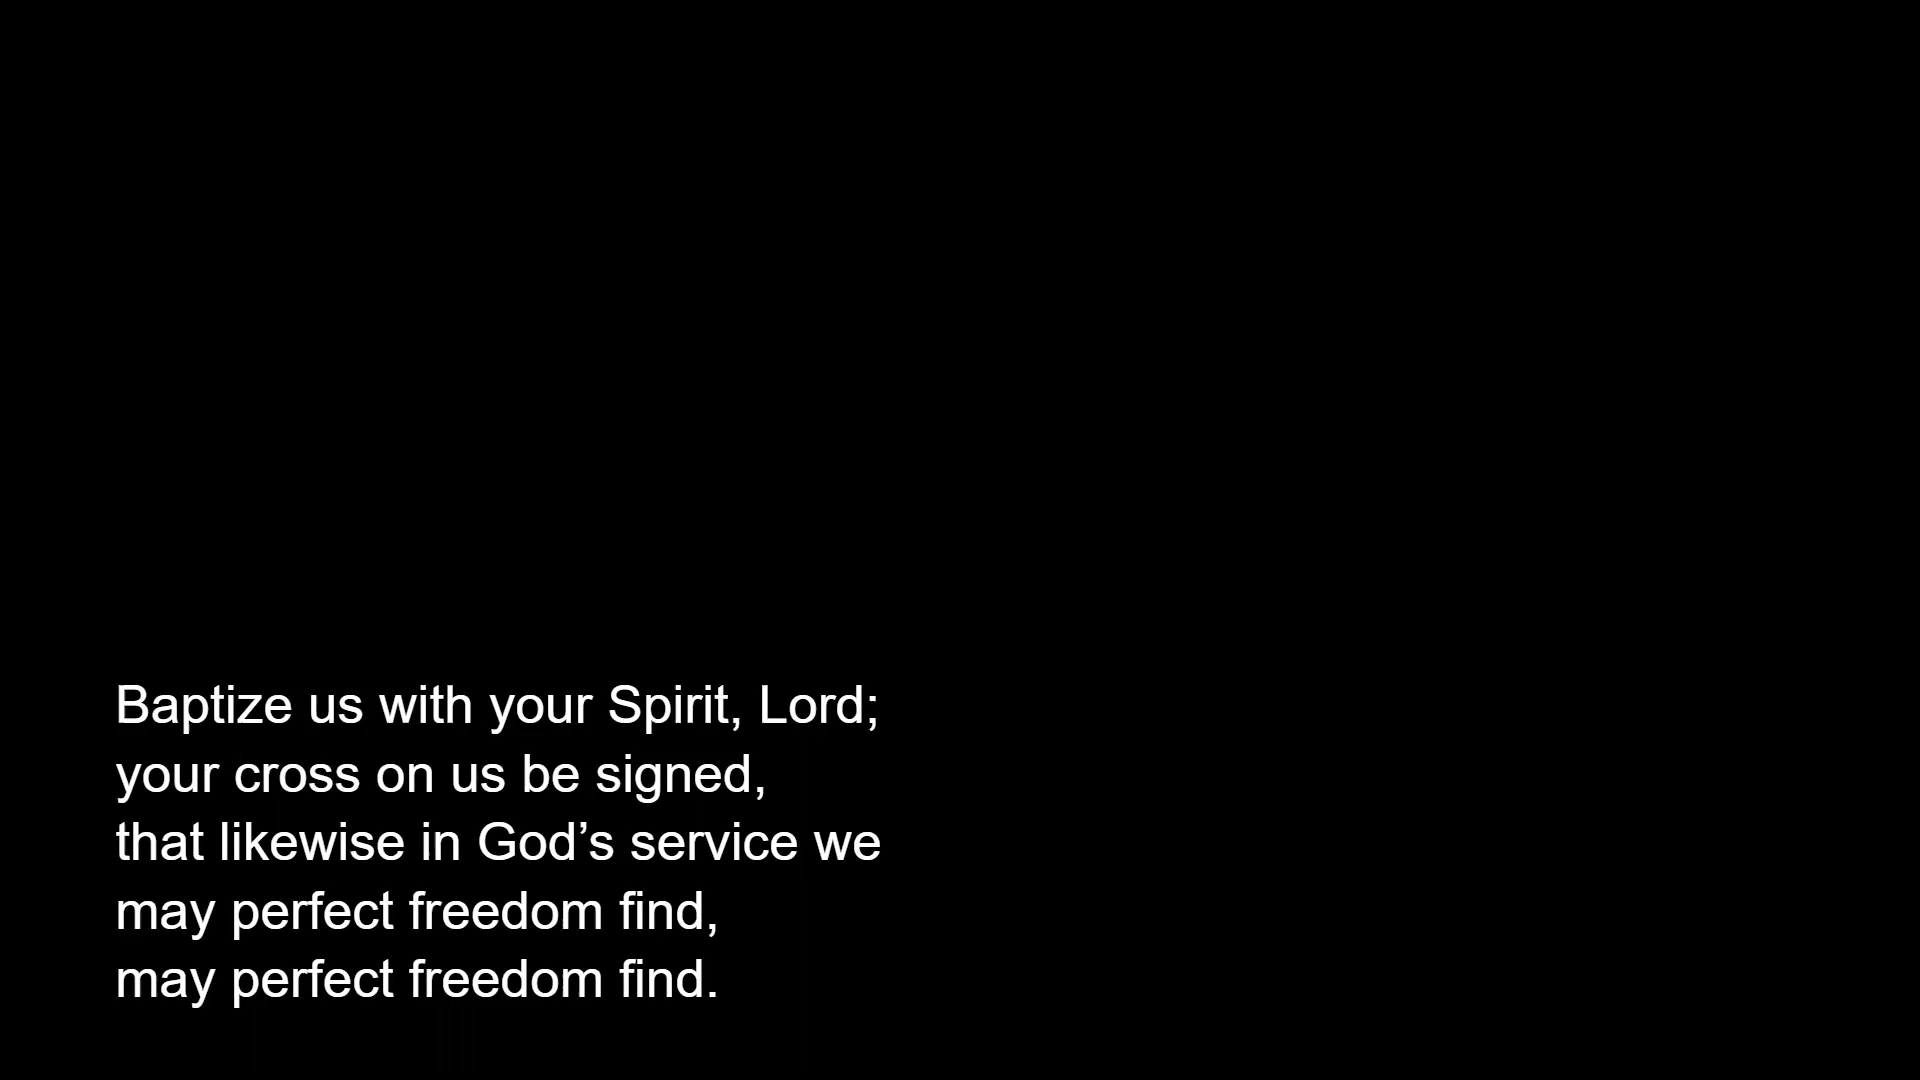 Baptize us with your Spirit, Lord;
your cross on us be signed,
that likewise in God’s service we
may perfect freedom find,
may perfect freedom find.